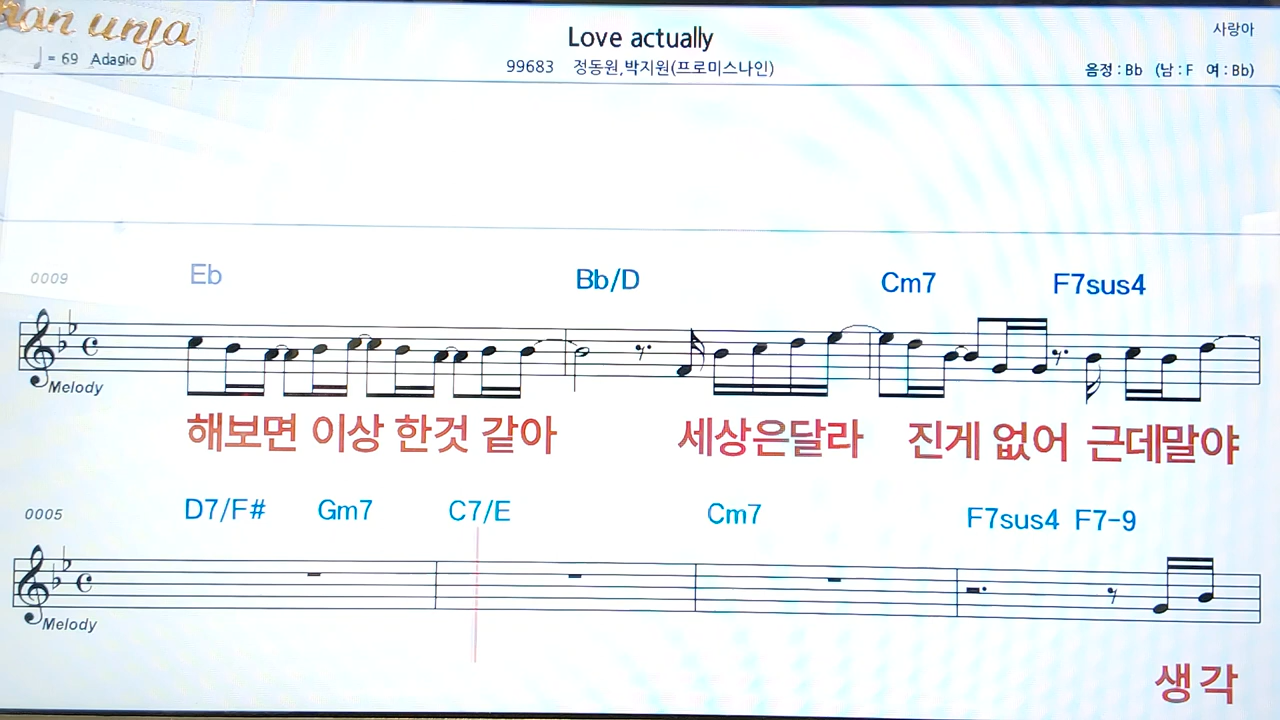 unja
♩ = 69 Adagio
Love actually
사랑아
99683 정동원,박지원(프로미스나인)
음정 : Bb (남 : F 여 : Bb)
0009
Eb Bb/D Cm7 F7sus4
Melody
해보면 이상 한것 같아 세상은달라 진게 없어 근데말야
0005
D7/F# Gm7 C7/E Cm7 F7sus4 F7-9
Melody
생각